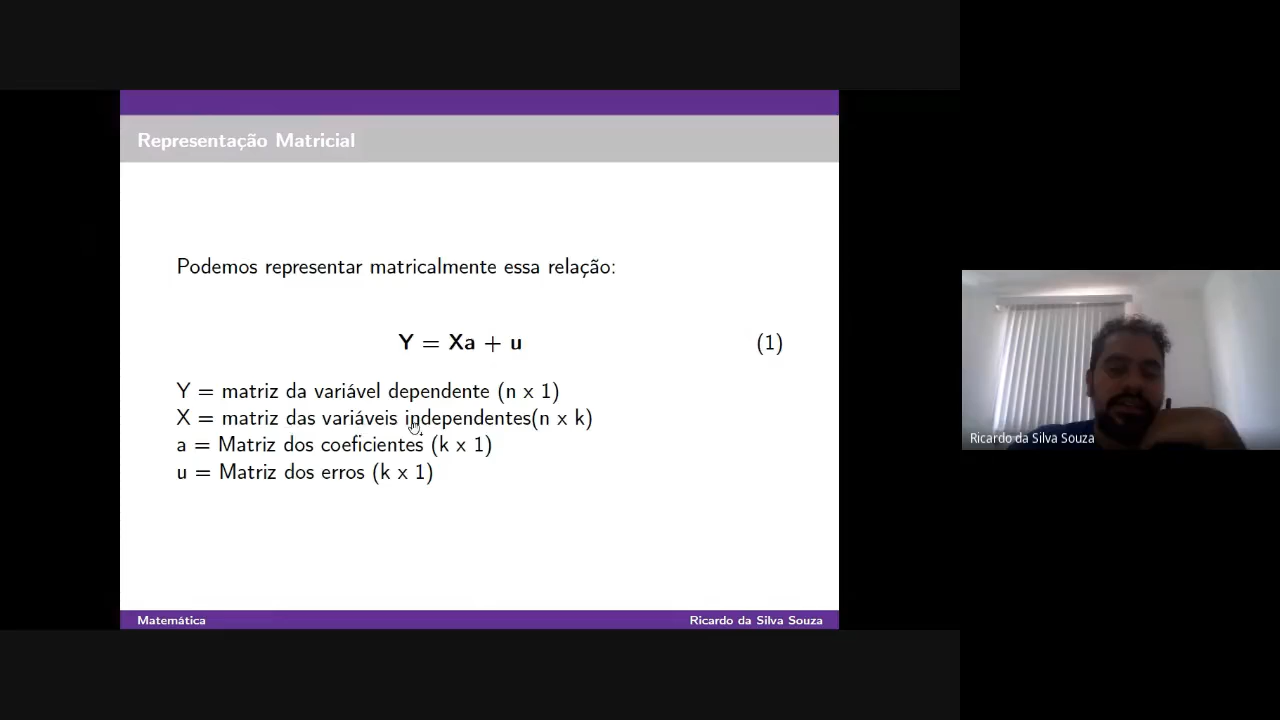 Representação Matricial
Podemos representar matricalmente essa relação:
Y = Xa + u (1)
Y = matriz da variável dependente (n x 1)
X = matriz das variáveis independentes(n x k)
a = Matriz dos coeficientes (k x 1)
u = Matriz dos erros (k x 1)
Matemática Ricardo da Silva Souza
Ricardo da Silva Souza